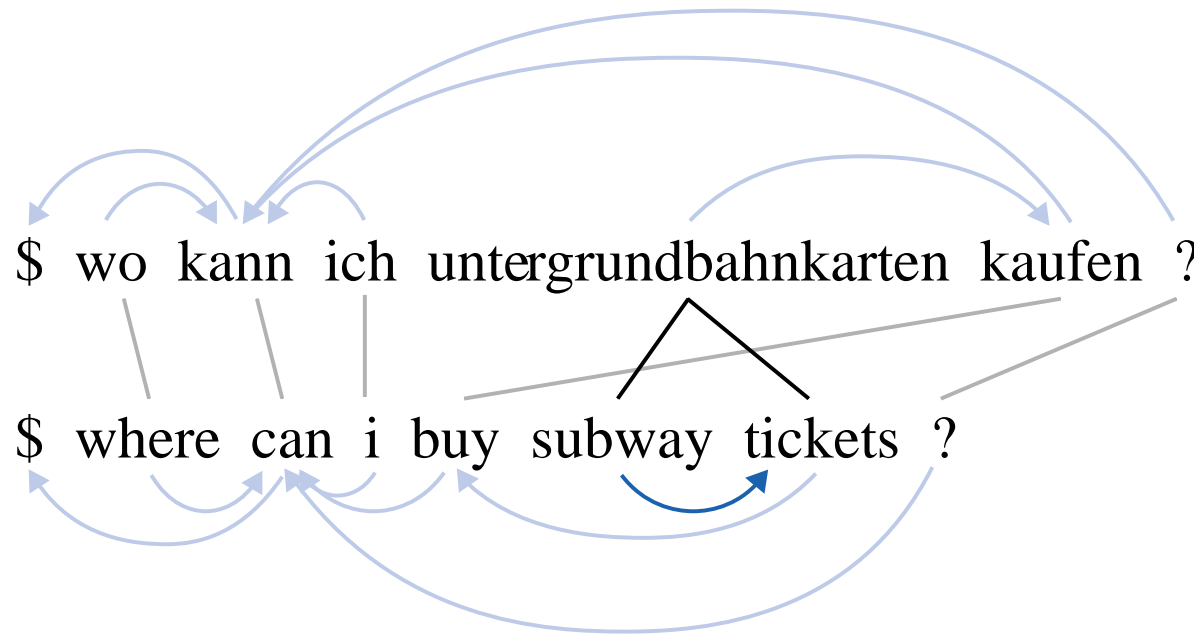 $ wo kann ich untergrundbahnkarten kaufen ?
$ where can i buy subway tickets ?